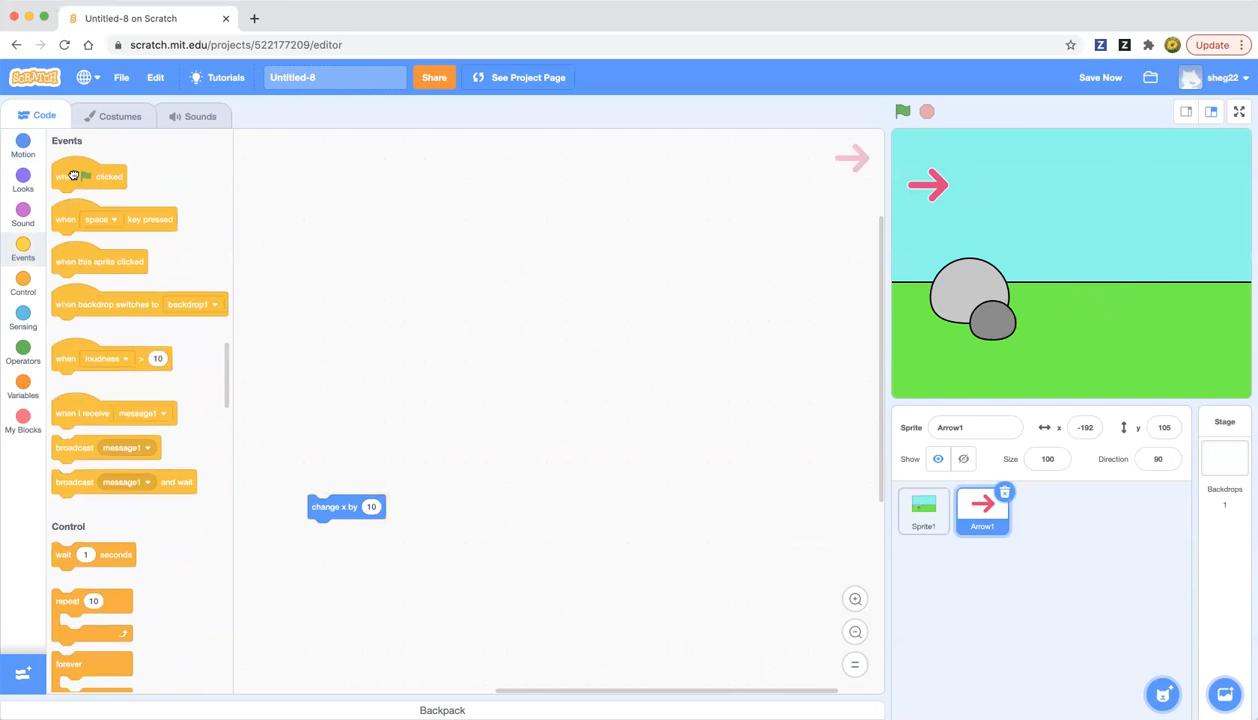 Untitled-8 on Scratch
scratch.mit.edu/projects/522177209/editor
Z
Z
Update
SCRATCH
File
Edit
Tutorials
Untitled-8
Share
See Project Page
Save Now
sheg22
Code
Costumes
Sounds
Motion
Looks
Sound
Events
Control
Sensing
Operators
Variables
My Blocks
Events
when clicked
when space key pressed
when this sprite clicked
when backdrop switches to backdrop1
when loudness > 10
when I receive message1
broadcast message1
broadcast message1 and wait
Control
wait 1 seconds
repeat 10
forever
change x by 10
Sprite Arrow1 x -192 y 105
Show Size 100 Direction 90
Sprite1
Arrow1
Stage
Backdrops
1
Backpack